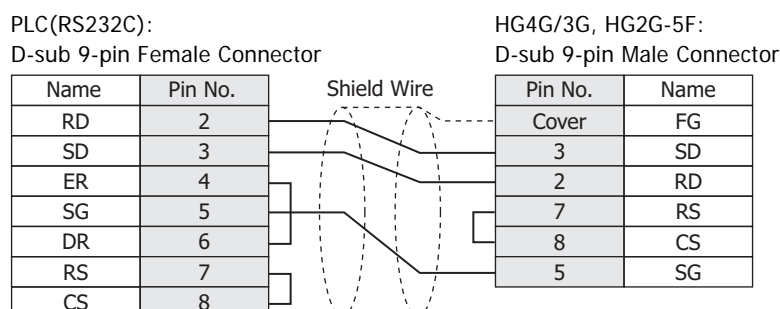 PLC(RS232C):
D-sub 9-pin Female Connector
HG4G/3G, HG2G-5F:
D-sub 9-pin Male Connector
Shield Wire
Name Pin No.
RD 2
SD 3
ER 4
SG 5
DR 6
RS 7
CS 8
Pin No. Name
Cover FG
3 SD
2 RD
7 RS
8 CS
5 SG